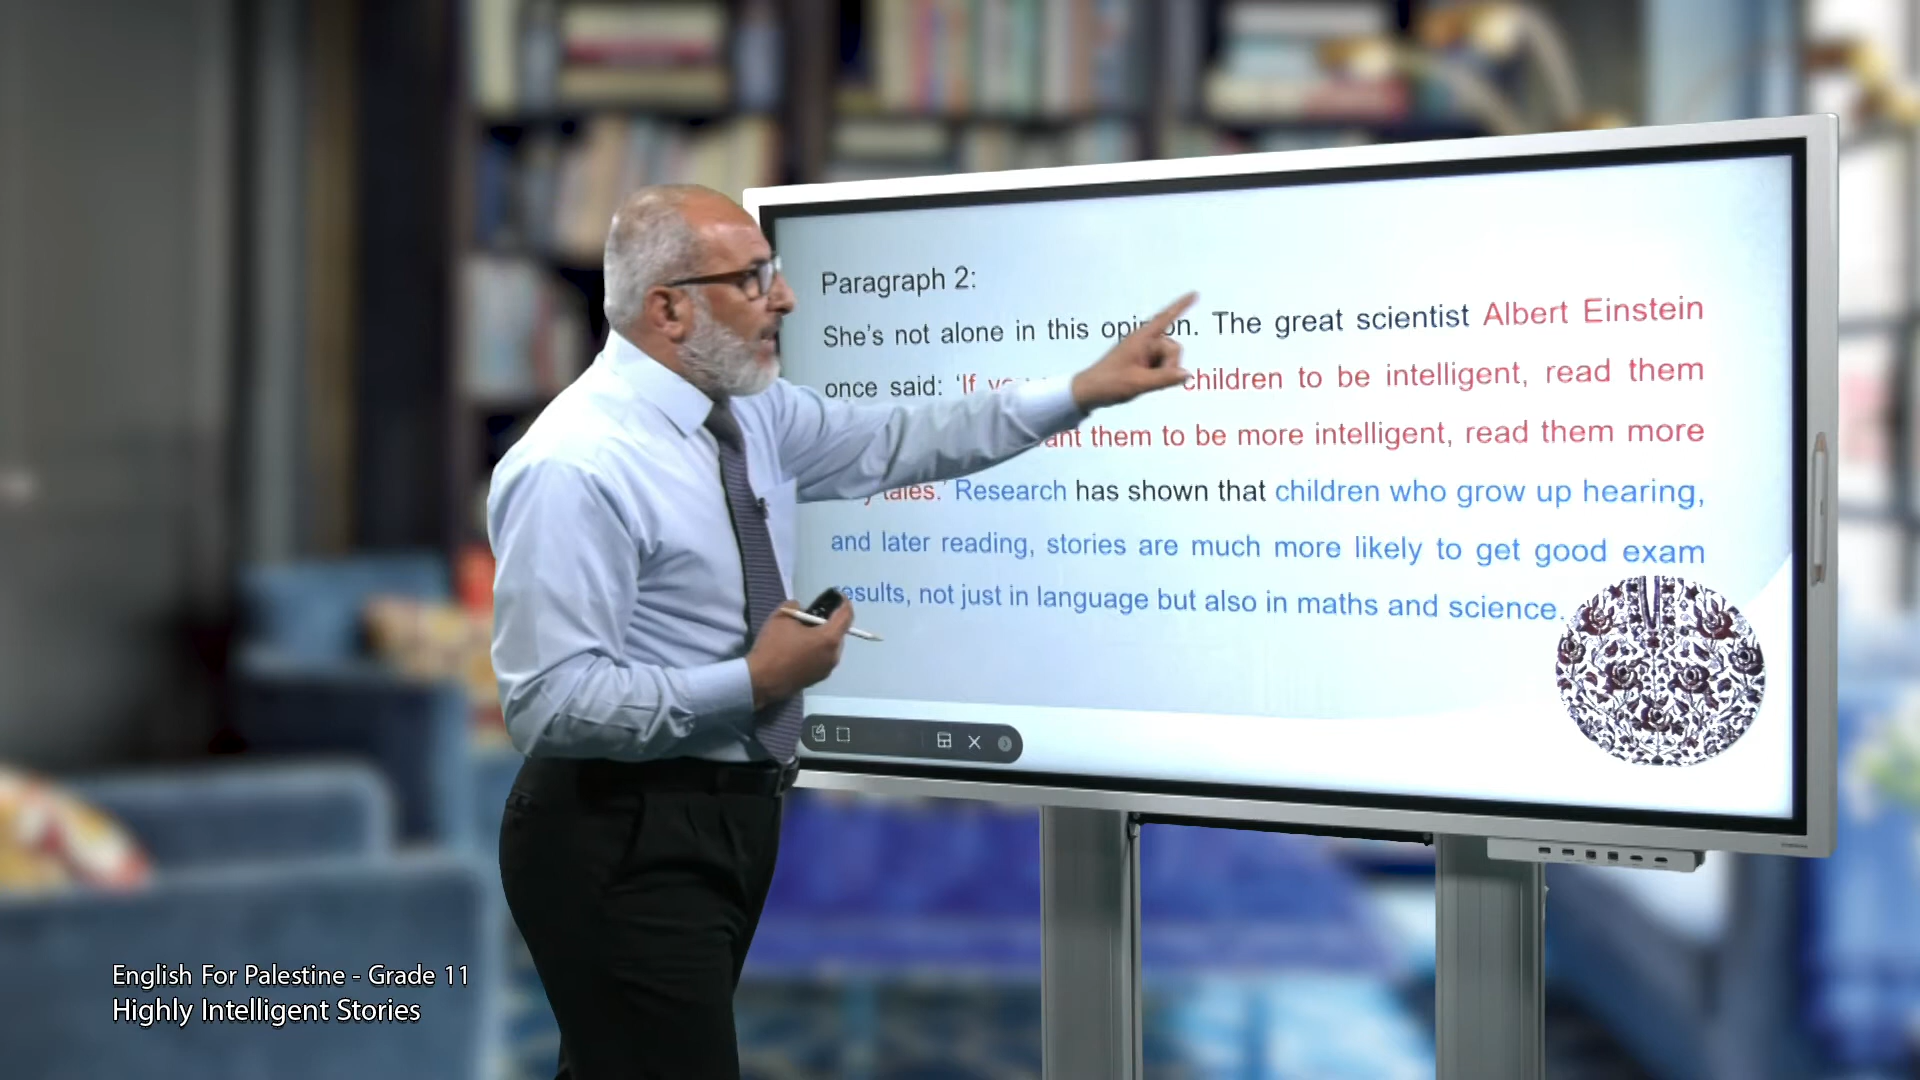 Paragraph 2:
She's not alone in this opinion. The great scientist Albert Einstein
once said: 'If children to be intelligent, read them
them to be more intelligent, read them more
tales.' Research has shown that children who grow up hearing,
and later reading, stories are much more likely to get good exam
results, not just in language but also in maths and science.
English For Palestine - Grade 11
Highly Intelligent Stories